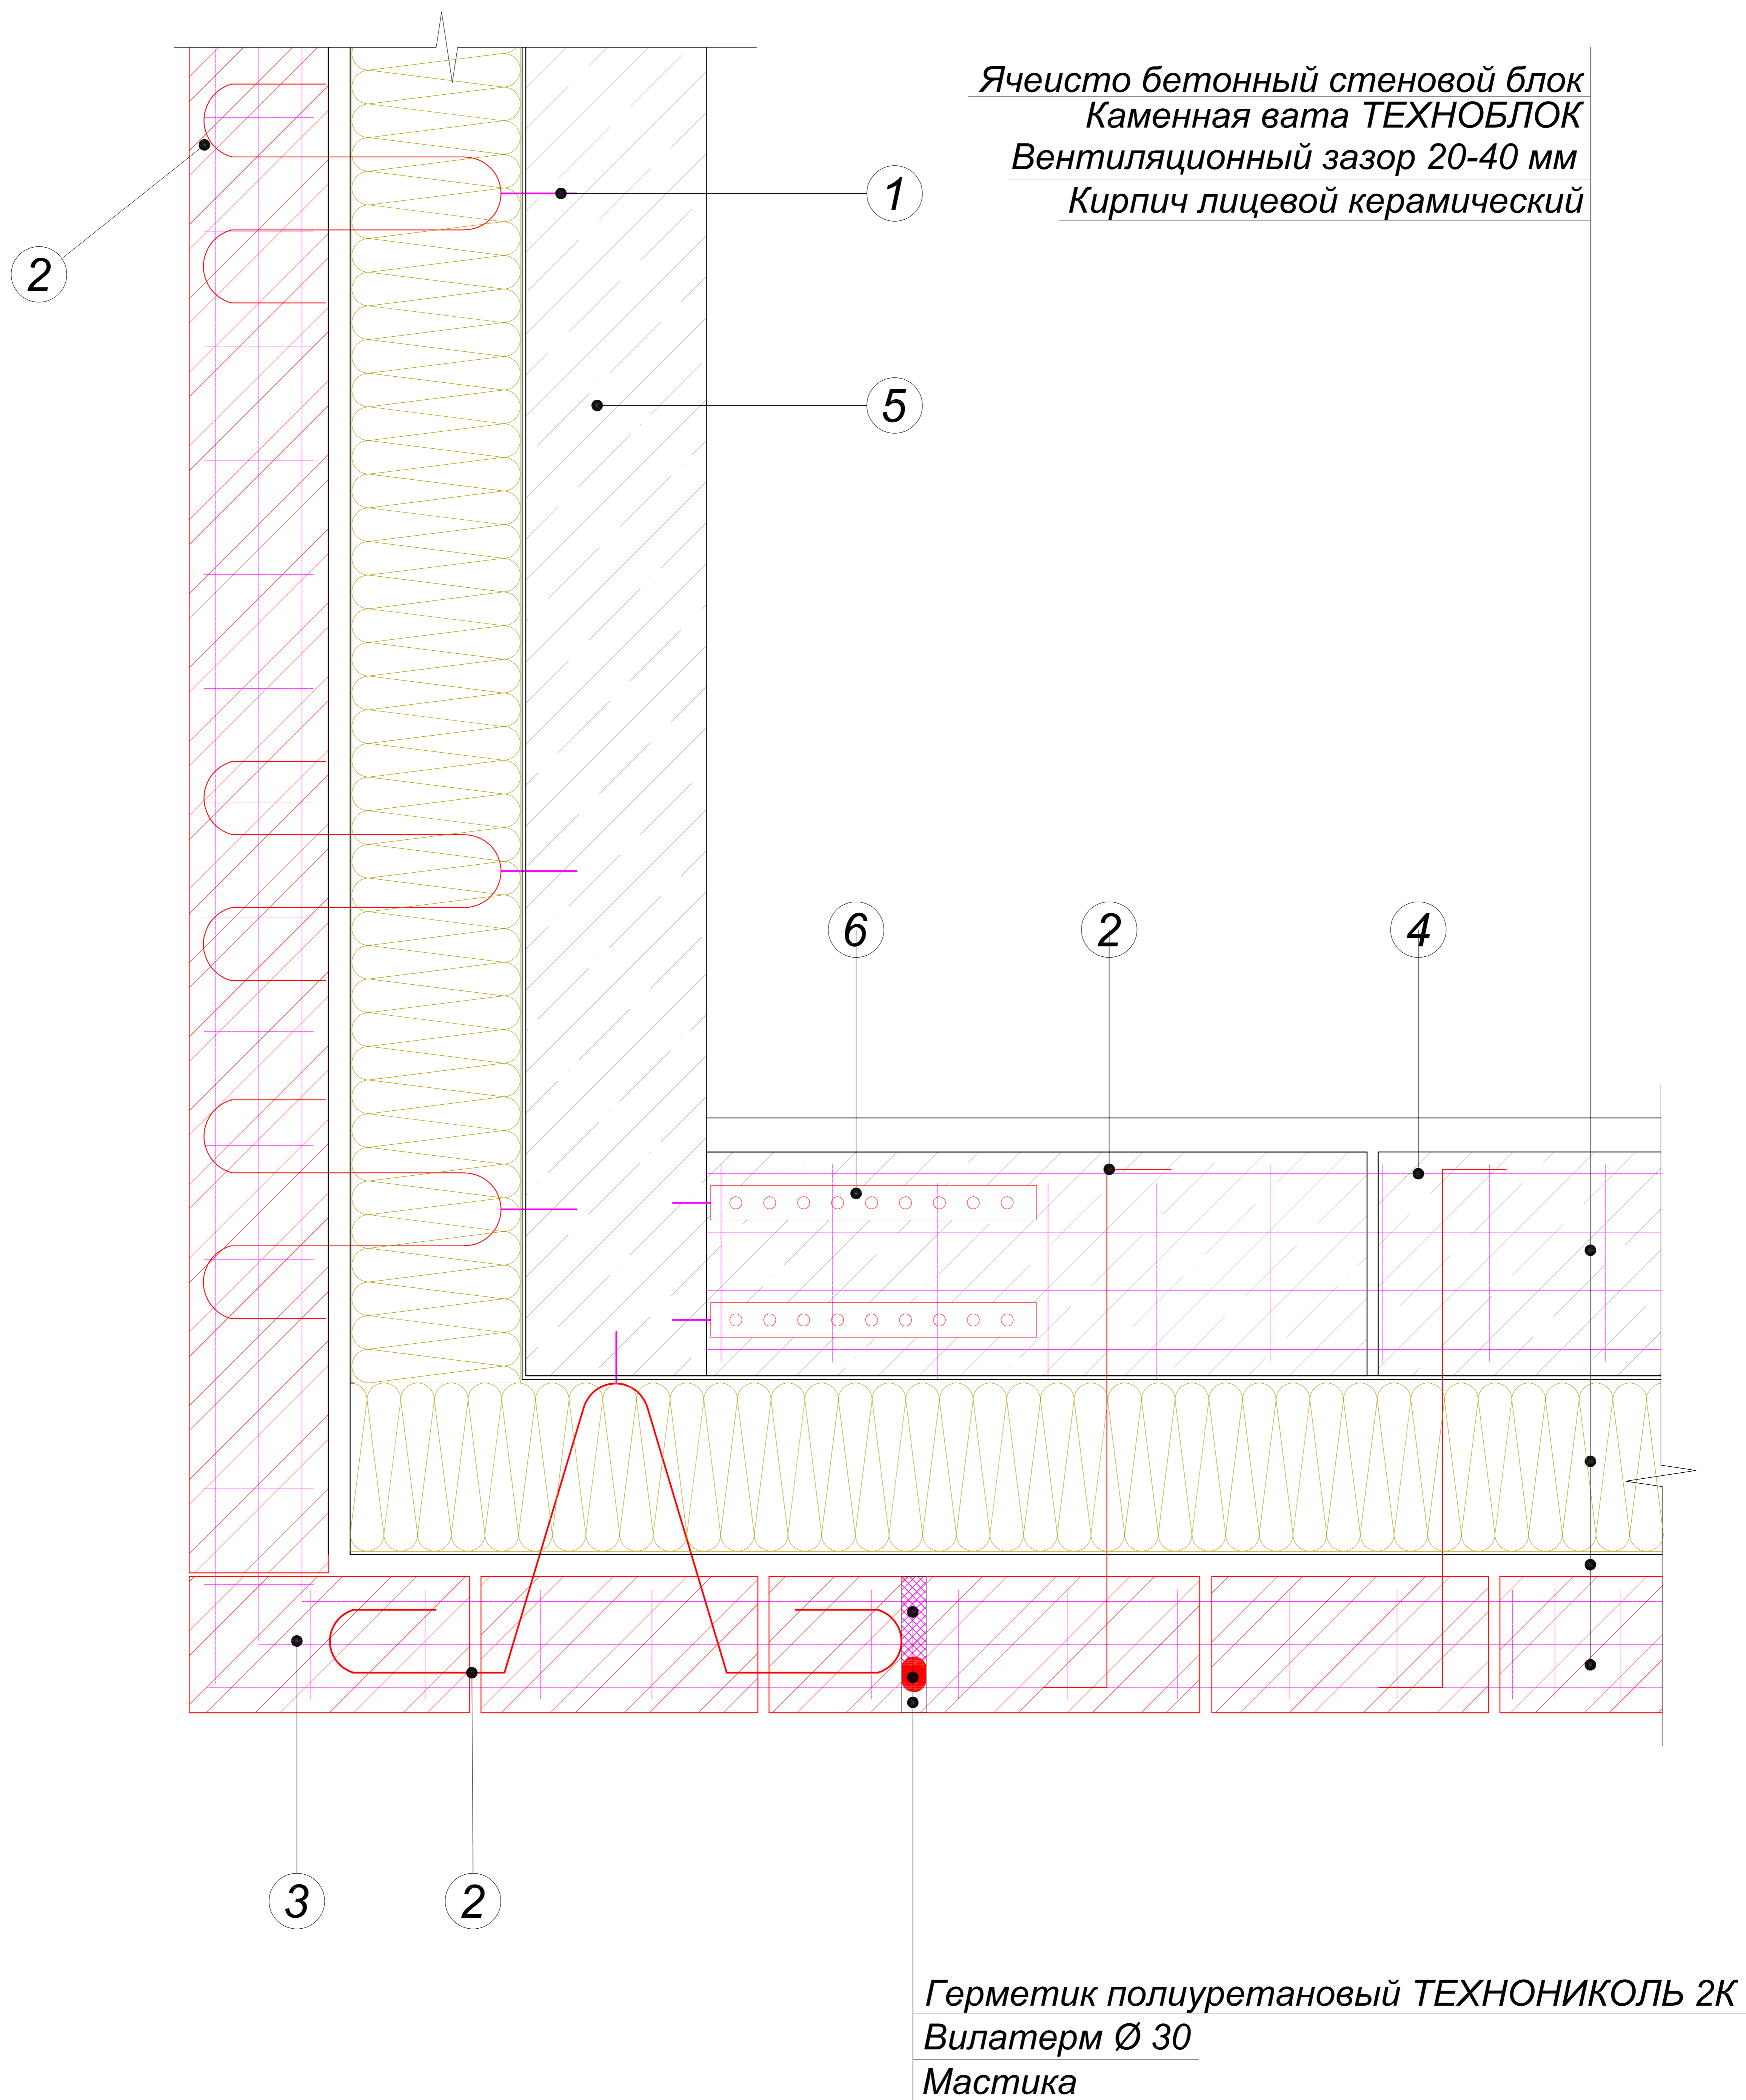 Ячеисто бетонный стеновой блок
Каменная вата ТЕХНОБЛОК
Вентиляционный зазор 20-40 мм
Кирпич лицевой керамический
1
2
5
6
2
4
3
2
Герметик полиуретановый ТЕХНОНИКОЛЬ 2К
Вилатерм Ø 30
Мастика